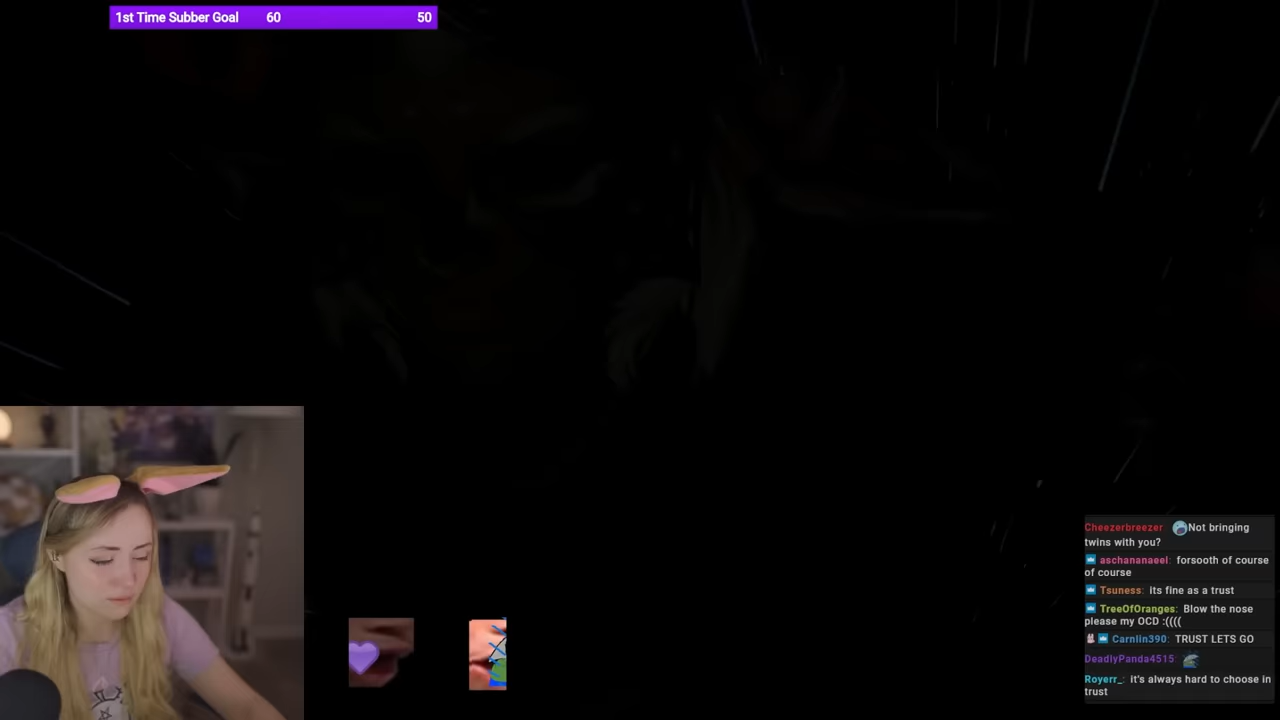 1st Time Subber Goal 60 50
Cheezerbreezer: Not bringing
twins with you?
aschananaeel: forsooth of course
of course
Tsuness: its fine as a trust
TreeOfOranges: Blow the nose
please my OCD :((((
Carnlin390: TRUST LETS GO
DeadlyPanda4515:
Royerr_: it's always hard to choose in
trust